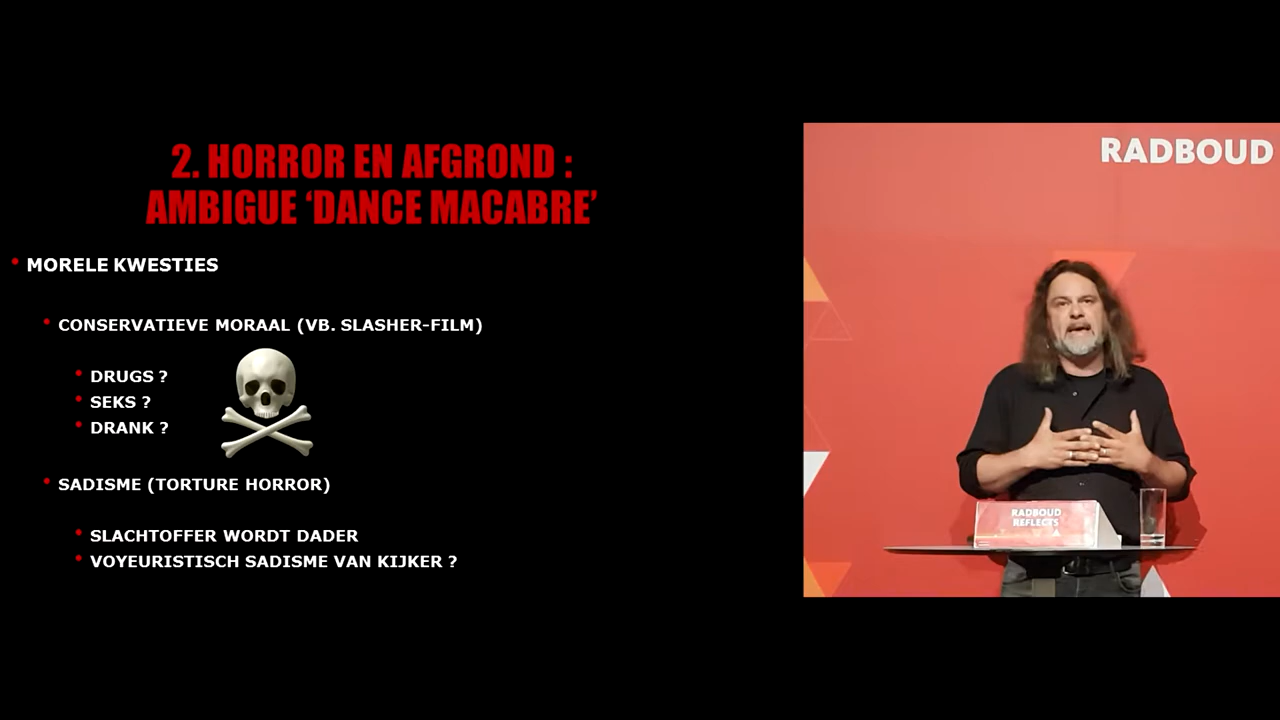 2. HORROR EN AFGROND :
AMBIGUE ‘DANCE MACABRE’
• MORELE KWESTIES
• CONSERVATIEVE MORAAL (VB. SLASHER-FILM)
• DRUGS ?
• SEKS ?
• DRANK ?
• SADISME (TORTURE HORROR)
• SLACHTOFFER WORDT DADER
• VOYEURISTISCH SADISME VAN KIJKER ?
RADBOUD
RADBOUD
REFLECTS